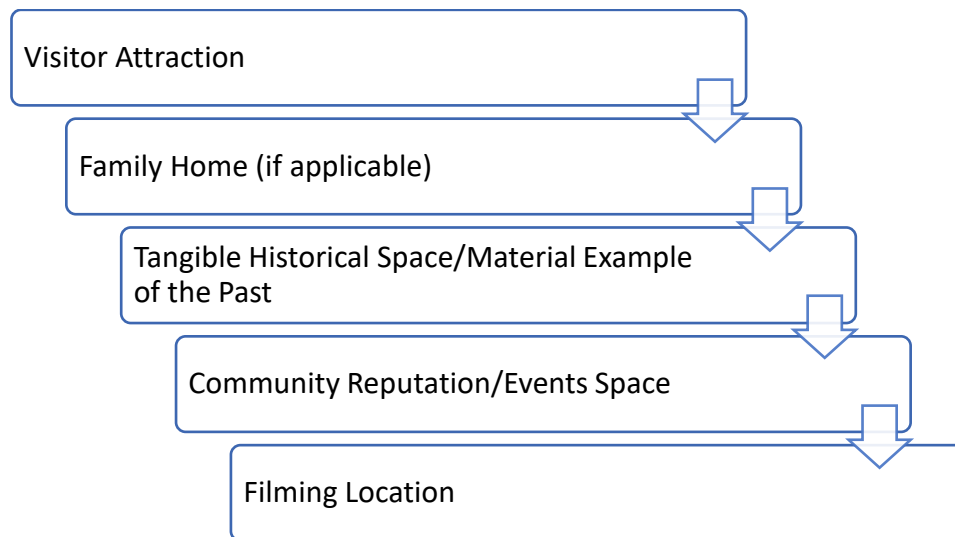 Visitor Attraction
Family Home (if applicable)
Tangible Historical Space/Material Example
of the Past
Community Reputation/Events Space
Filming Location